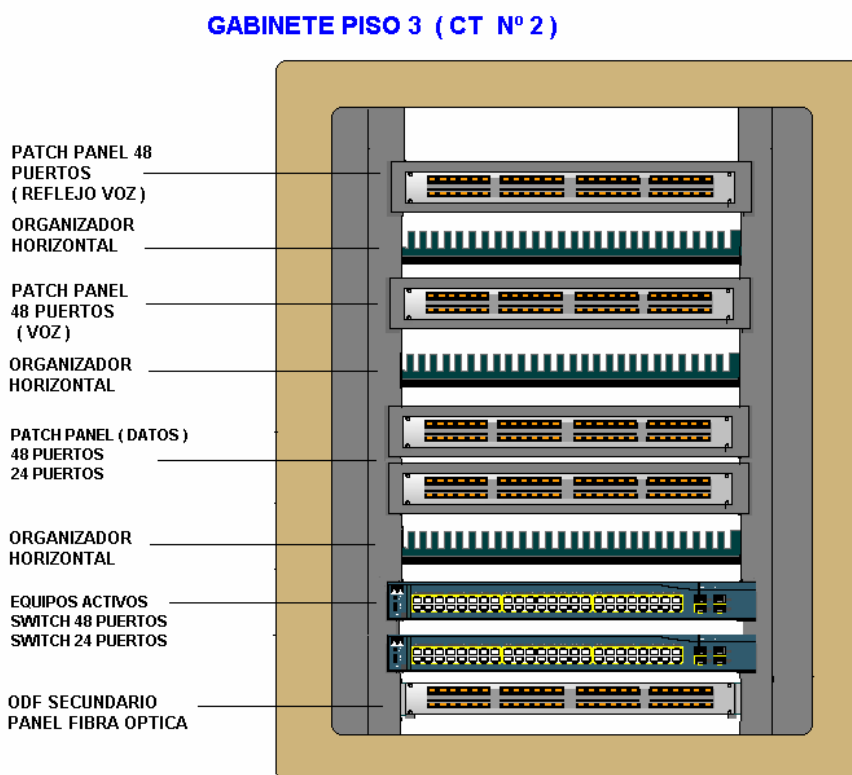 GABINETE PISO 3 ( CT Nº 2 )
PATCH PANEL 48
PUERTOS
( REFLEJO VOZ )
ORGANIZADOR
HORIZONTAL
PATCH PANEL
48 PUERTOS
( VOZ )
ORGANIZADOR
HORIZONTAL
PATCH PANEL ( DATOS )
48 PUERTOS
24 PUERTOS
ORGANIZADOR
HORIZONTAL
EQUIPOS ACTIVOS
SWITCH 48 PUERTOS
SWITCH 24 PUERTOS
ODF SECUNDARIO
PANEL FIBRA OPTICA